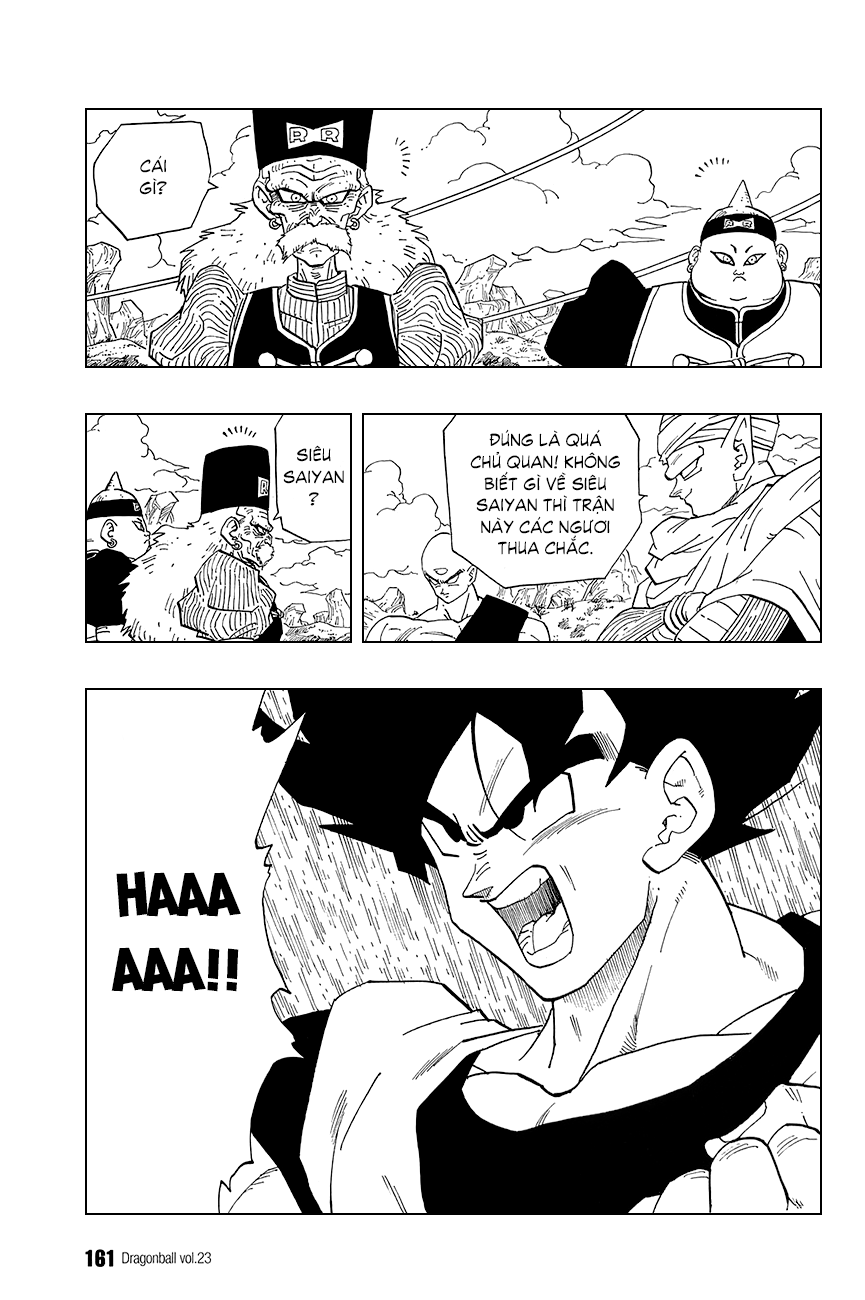 CÁI
GÌ?
R R
R R
ĐÚNG LÀ QUÁ
CHỦ QUAN! KHÔNG
BIẾT GÌ VỀ SIÊU
SAIYAN THÌ TRẬN
NÀY CÁC NGƯƠI
THUA CHẮC.
SIÊU
SAIYAN
?
R
HAAA
AAA!!
161 Dragonball vol.23